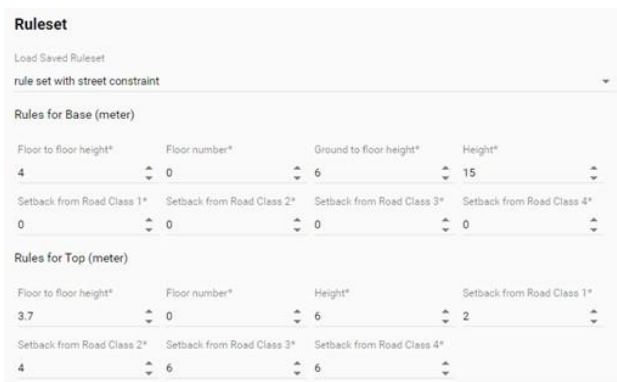 Ruleset
Load Saved Ruleset
rule set with street constraint
Rules for Base (meter)
Floor to floor height* Floor number* Ground to floor height* Height*
4 0 6 15
Setback from Road Class 1* Setback from Road Class 2* Setback from Road Class 3* Setback from Road Class 4*
0 0 0 0
Rules for Top (meter)
Floor to floor height* Floor number* Height* Setback from Road Class 1*
3.7 0 6 2
Setback from Road Class 2* Setback from Road Class 3* Setback from Road Class 4*
4 6 6